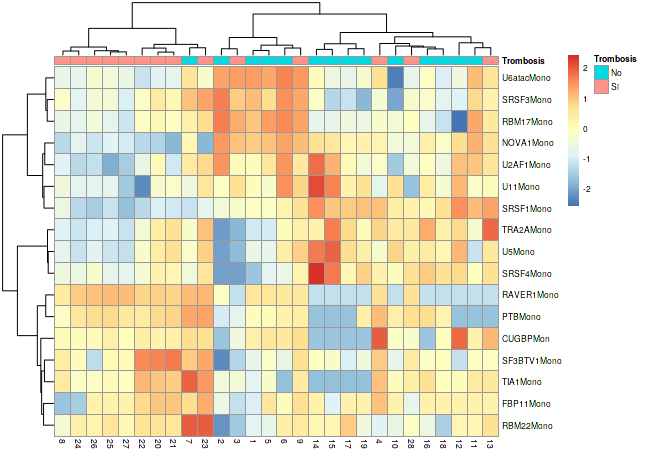 Trombosis
U6atacMono
SRSF3Mono
RBM17Mono
NOVA1Mono
U2AF1Mono
U11Mono
SRSF1Mono
TRA2AMono
U5Mono
SRSF4Mono
RAVER1Mono
PTBMono
CUGBPMon
SF3BTV1Mono
TIA1Mono
FBP11Mono
RBM22Mono
8 24 26 25 27 22 20 21 7 23 2 3 1 5 6 9 14 15 17 19 4 10 28 16 18 12 11 13
2
1
0
-1
-2
Trombosis
No
SI